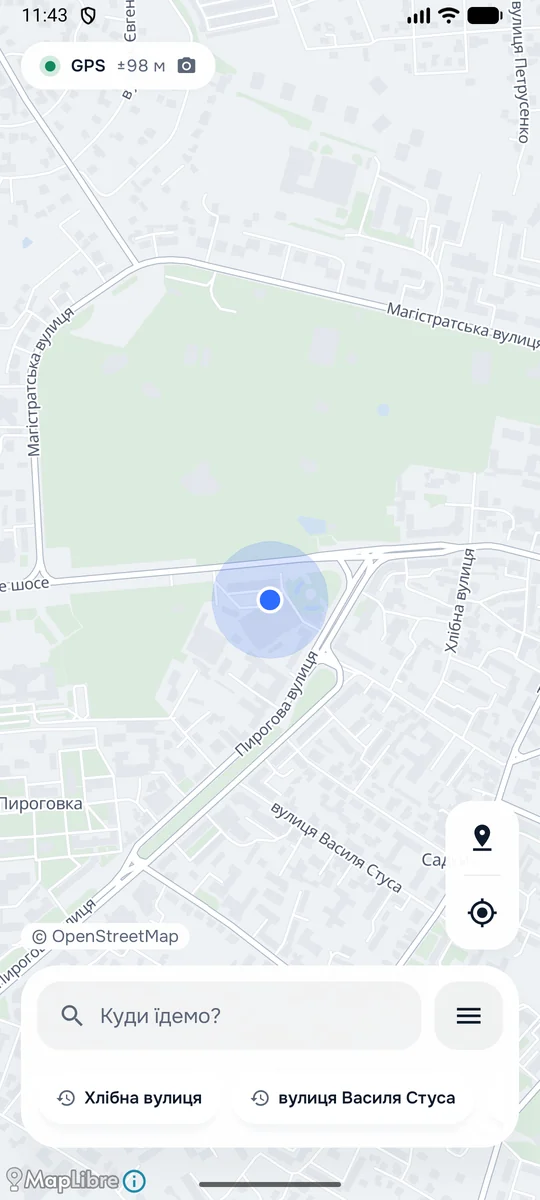 11:43
вулиця Петрусенко
GPS ±98 м
Магістратська вулиця
Магістратська вулиця
е шосе
Хлібна вулиця
Пирогова вулиця
Пироговка
вулиця Василя Стуса
© OpenStreetMap
Куди їдемо?
Хлібна вулиця
вулиця Василя Стуса
MapLibre